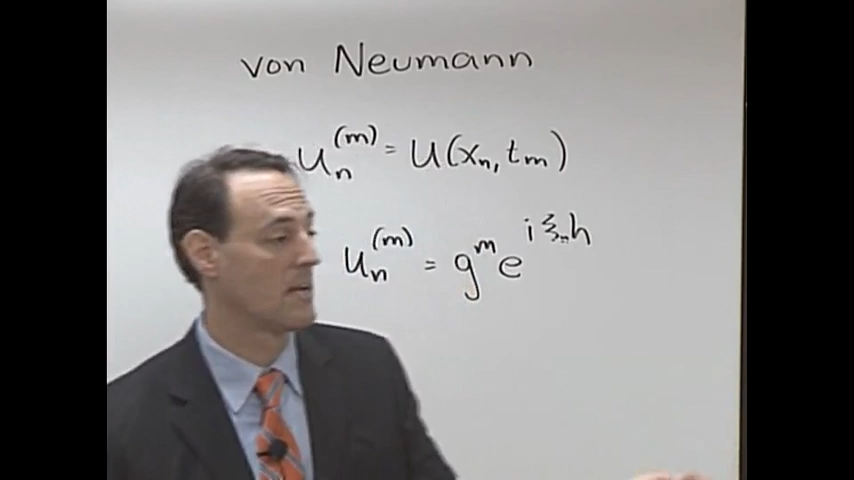 von Neumann
u_n^(m) = u(x_n, t_m)
u_n^(m) = g^m e^{iξ_n h}